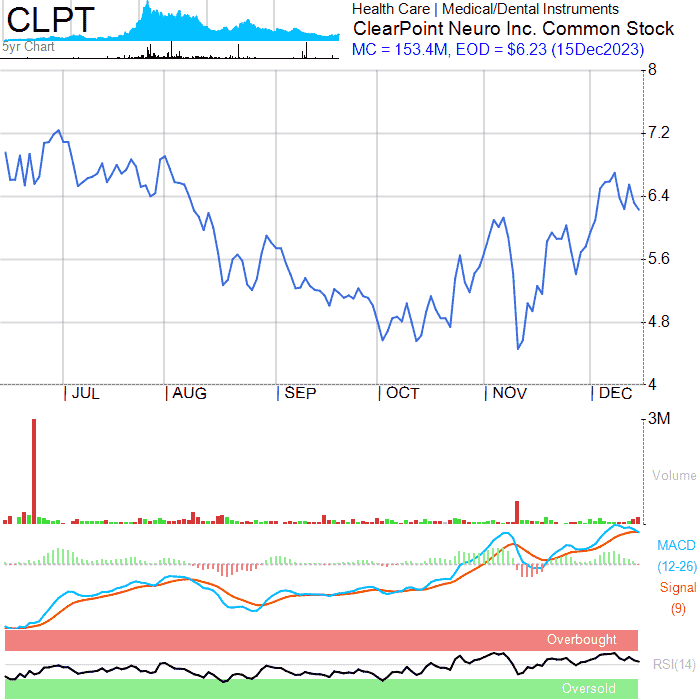 CLPT
5yr Chart
Health Care | Medical/Dental Instruments
ClearPoint Neuro Inc. Common Stock
MC = 153.4M, EOD = $6.23 (15Dec2023)
8
7.2
6.4
5.6
4.8
4
JUL
AUG
SEP
OCT
NOV
DEC
3M
Volume
MACD
(12-26)
Signal
(9)
Overbought
RSI(14)
Oversold